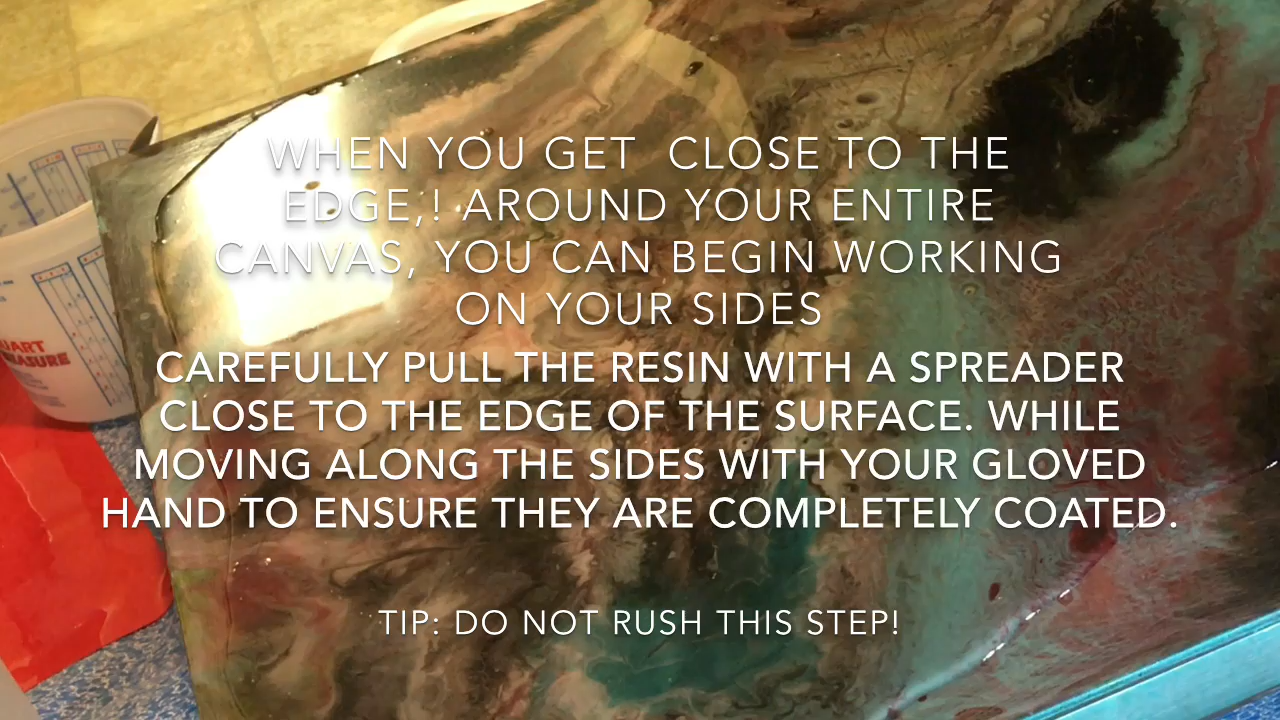 WHEN YOU GET  CLOSE TO THE
EDGE,! AROUND YOUR ENTIRE
CANVAS, YOU CAN BEGIN WORKING
ON YOUR SIDES
CAREFULLY PULL THE RESIN WITH A SPREADER
CLOSE TO THE EDGE OF THE SURFACE. WHILE
MOVING ALONG THE SIDES WITH YOUR GLOVED
HAND TO ENSURE THEY ARE COMPLETELY COATED.
TIP: DO NOT RUSH THIS STEP!